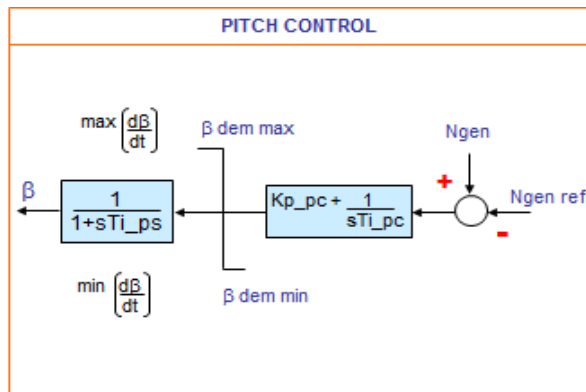 PITCH CONTROL
max (dβ/dt)
β dem max
Ngen
+
Ngen ref
-
β
1/1+sTi_ps
Kp_pc + 1/sTi_pc
min (dβ/dt)
β dem min